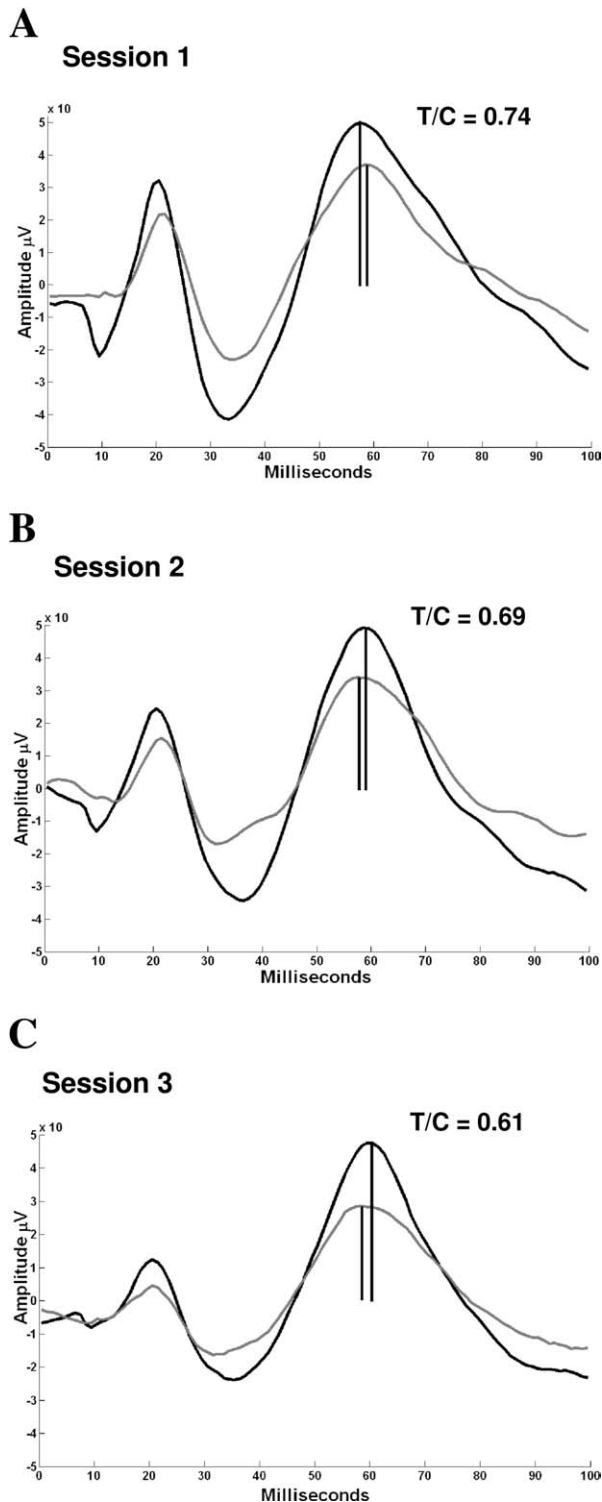 A
Session 1
T/C = 0.74
x 10
5
4
3
2
1
0
-1
-2
-3
-4
-5
Amplitude µV
0 10 20 30 40 50 60 70 80 90 100
Milliseconds
B
Session 2
T/C = 0.69
x 10
5
4
3
2
1
0
-1
-2
-3
-4
-5
Amplitude µV
0 10 20 30 40 50 60 70 80 90 100
Milliseconds
C
Session 3
T/C = 0.61
x 10
5
4
3
2
1
0
-1
-2
-3
-4
-5
Amplitude µV
0 10 20 30 40 50 60 70 80 90 100
Milliseconds